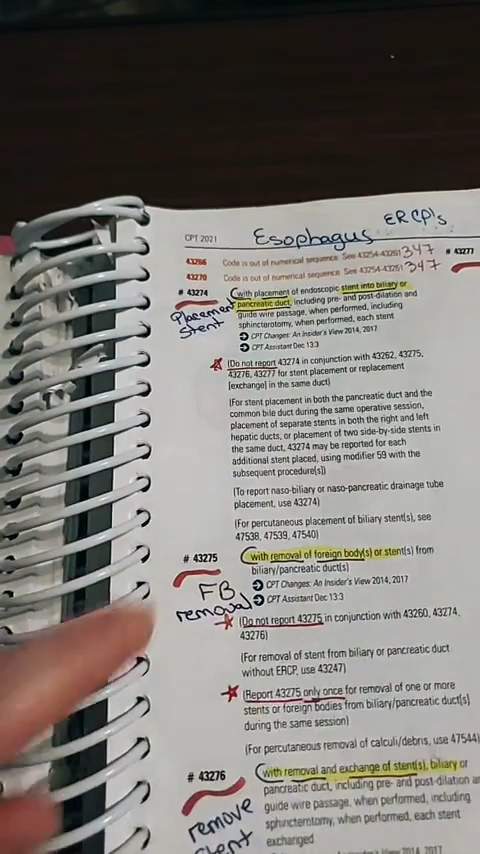 CPT 2021 Esophagus ERCP's
43266 Code is out of numerical sequence. See 43254-43261 347
43270 Code is out of numerical sequence. See 43254-43261 347
# 43277
# 43274 with placement of endoscopic stent into biliary or
pancreatic duct, including pre- and post-dilation and
guide wire passage, when performed, including
sphincterotomy, when performed, each stent
Placement
stent
CPT Changes: An Insider's View 2014, 2017
CPT Assistant Dec 13:3
(Do not report 43274 in conjunction with 43262, 43275,
43276, 43277 for stent placement or replacement
[exchange] in the same duct)
(For stent placement in both the pancreatic duct and the
common bile duct during the same operative session,
placement of separate stents in both the right and left
hepatic ducts, or placement of two side-by-side stents in
the same duct, 43274 may be reported for each
additional stent placed, using modifier 59 with the
subsequent procedure[s])
(To report naso-biliary or naso-pancreatic drainage tube
placement, use 43274)
(For percutaneous placement of biliary stent(s), see
47538, 47539, 47540)
# 43275 with removal of foreign body(s) or stent(s) from
biliary/pancreatic duct(s)
FB
removal
CPT Changes: An Insider's View 2014, 2017
CPT Assistant Dec 13:3
(Do not report 43275 in conjunction with 43260, 43274,
43276)
(For removal of stent from biliary or pancreatic duct
without ERCP, use 43247)
(Report 43275 only once for removal of one or more
stents or foreign bodies from biliary/pancreatic duct[s]
during the same session)
(For percutaneous removal of calculi/debris, use 47544)
# 43276 with removal and exchange of stent(s), biliary or
pancreatic duct, including pre- and post-dilation an
guide wire passage, when performed, including
sphincterotomy, when performed, each stent
exchanged
remove
stent
View 2014, 2017